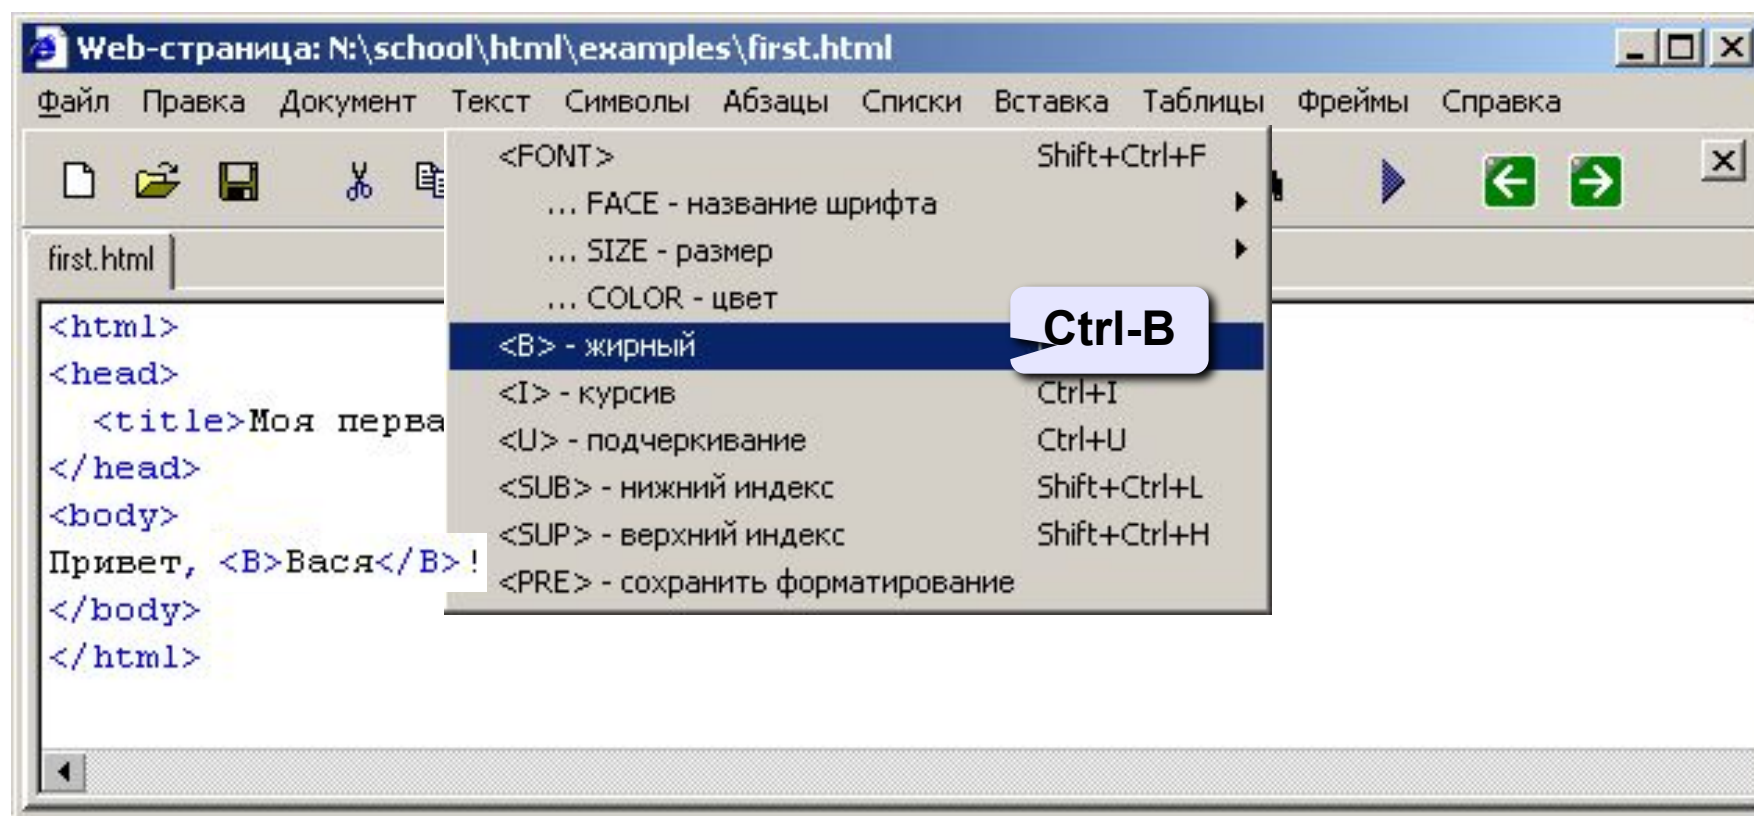 Web-страница: N:\school\html\examples\first.html
Файл Правка Документ Текст Символы Абзацы Списки Вставка Таблицы Фреймы Справка
<FONT> Shift+Ctrl+F
... FACE - название шрифта
... SIZE - размер
... COLOR - цвет
<B> - жирный
Ctrl-B
<I> - курсив Ctrl+I
<U> - подчеркивание Ctrl+U
<SUB> - нижний индекс Shift+Ctrl+L
<SUP> - верхний индекс Shift+Ctrl+H
<PRE> - сохранить форматирование
first.html
<html>
<head>
<title>Моя перва
</head>
<body>
Привет, <B>Вася</B>!
</body>
</html>